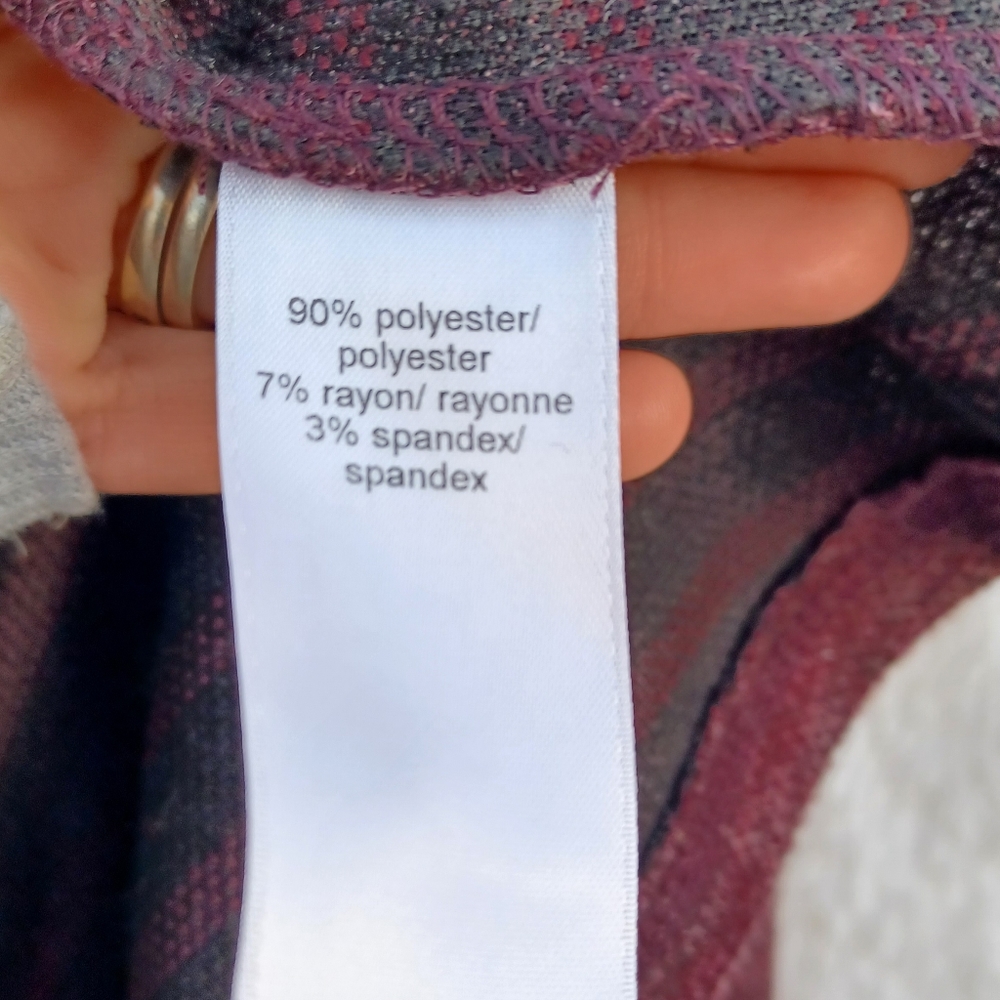 90% polyester/
polyester
7% rayon/ rayonne
3% spandex/
spandex